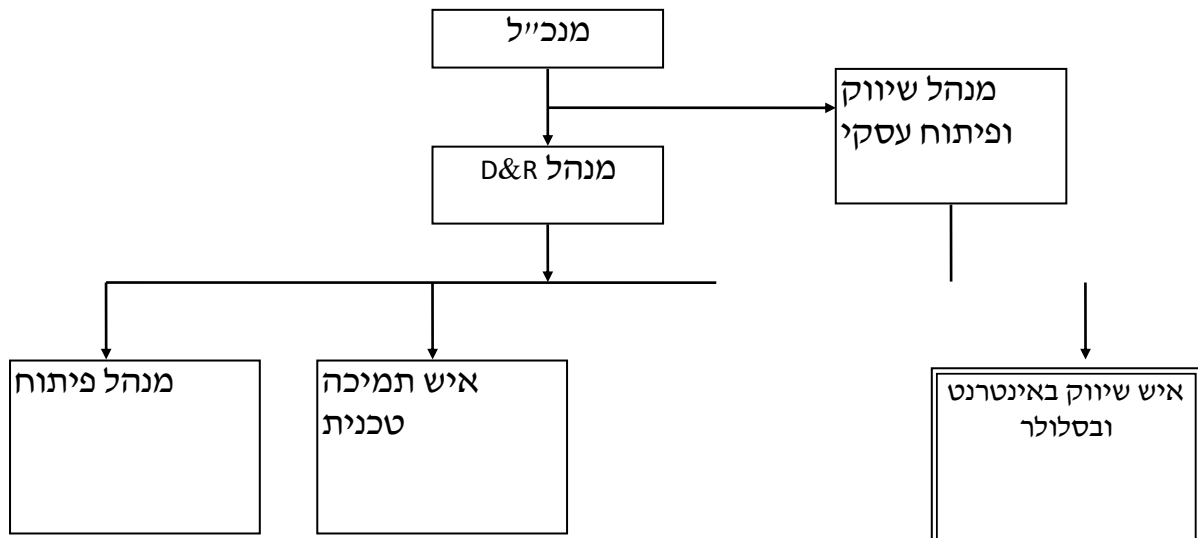 מנכ״ל
מנהל שיווק
ופיתוח עסקי
מנהל D&R
מנהל פיתוח
איש תמיכה
טכנית
איש שיווק באינטרנט
ובסלולר